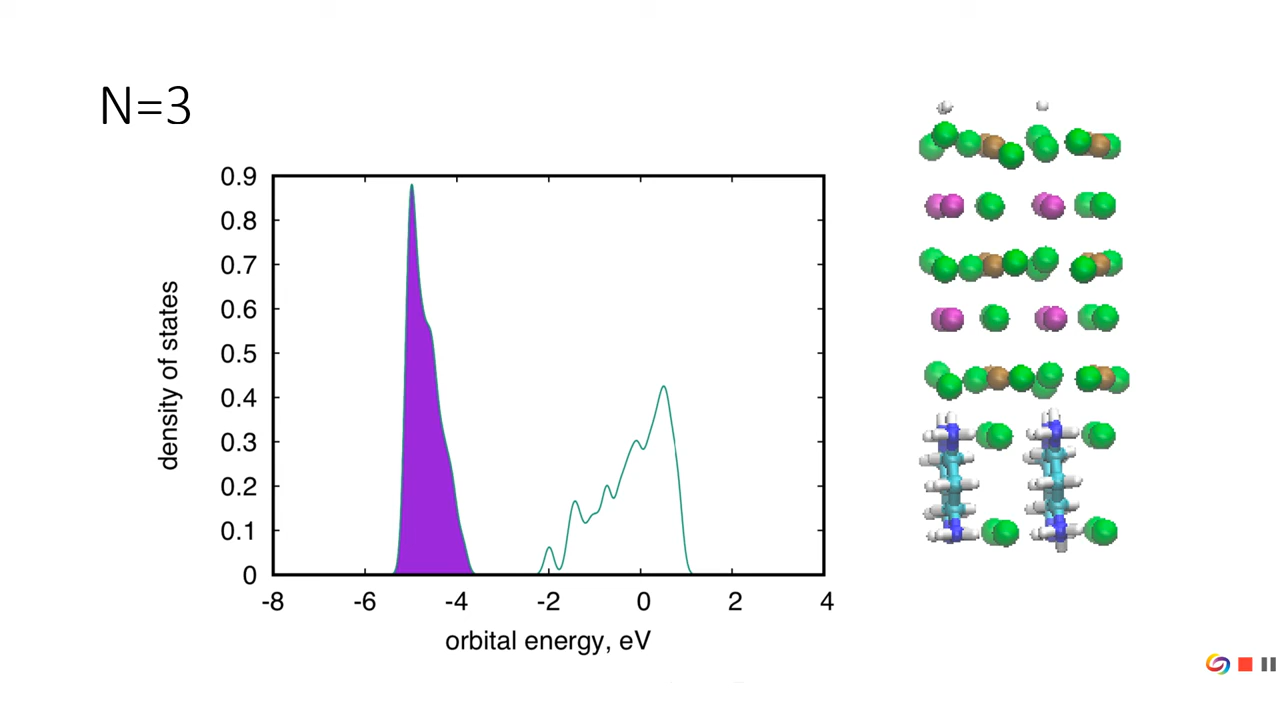 N=3
0.9
0.8
0.7
0.6
0.5
0.4
0.3
0.2
0.1
0
density of states
-8 -6 -4 -2 0 2 4
orbital energy, eV